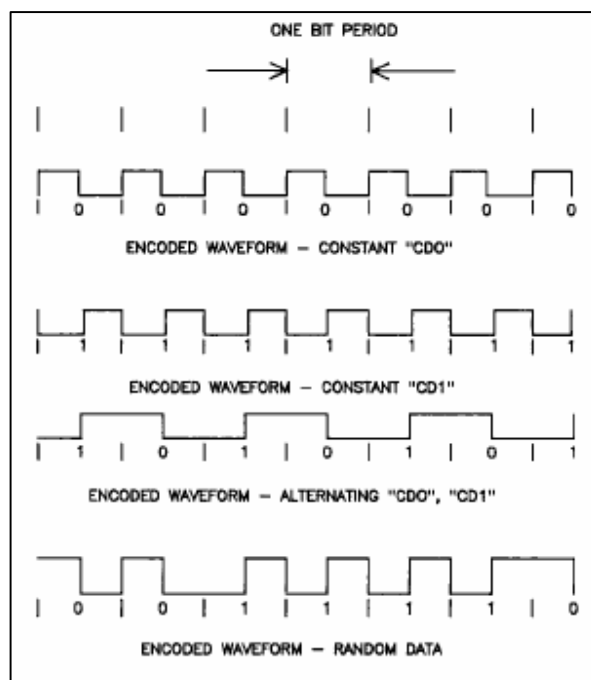 ONE BIT PERIOD
0 0 0 0 0 0 0
ENCODED WAVEFORM – CONSTANT "CD0"
1 1 1 1 1 1 1
ENCODED WAVEFORM – CONSTANT "CD1"
1 0 1 0 1 0 1
ENCODED WAVEFORM – ALTERNATING "CD0", "CD1"
0 0 1 1 1 1 0
ENCODED WAVEFORM – RANDOM DATA